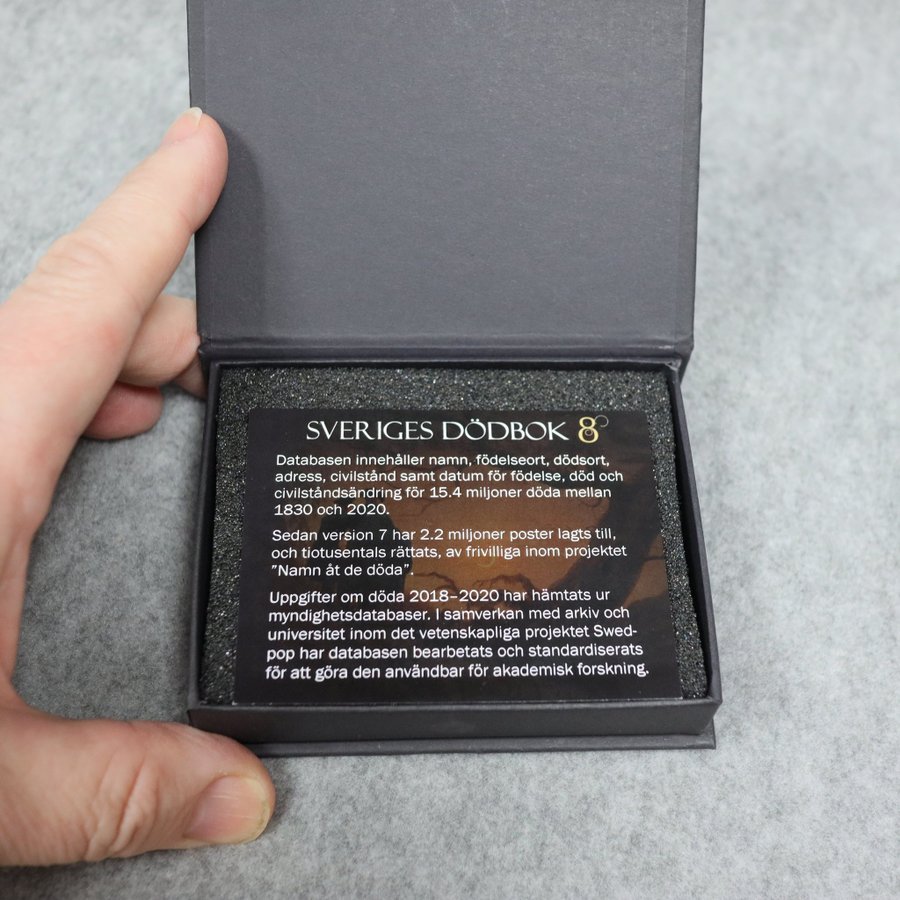 SVERIGES DÖDBOK 8
Databasen innehåller namn, födelseort, dödsort,
adress, civilstånd samt datum för födelse, död och
civilståndsändring för 15.4 miljoner döda mellan
1830 och 2020.
Sedan version 7 har 2.2 miljoner poster lagts till,
och tiotusentals rättats, av frivilliga inom projektet
”Namn åt de döda”.
Uppgifter om döda 2018–2020 har hämtats ur
myndighetsdatabaser. I samverkan med arkiv och
universitet inom det vetenskapliga projektet Swed-
pop har databasen bearbetats och standardiserats
för att göra den användbar för akademisk forskning.